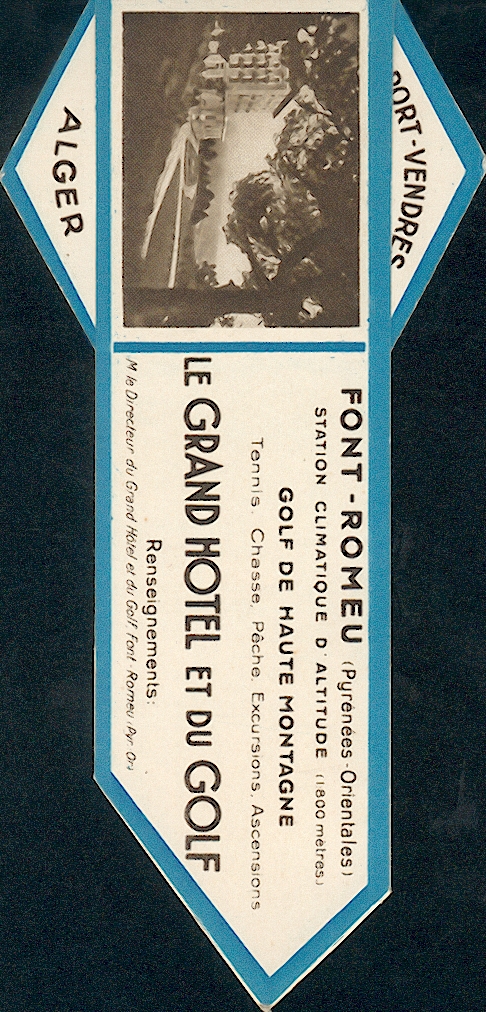 PORT-VENDRES
ALGER
FONT-ROMEU (Pyrénées-Orientales)
STATION CLIMATIQUE D'ALTITUDE (1800 mètres.)
GOLF DE HAUTE MONTAGNE
Tennis. Chasse, Pêche, Excursions, Ascensions
LE GRAND HOTEL ET DU GOLF
Renseignements:
M le Directeur du Grand Hôtel et du Golf, Font-Romeu (Pyr. Or.)